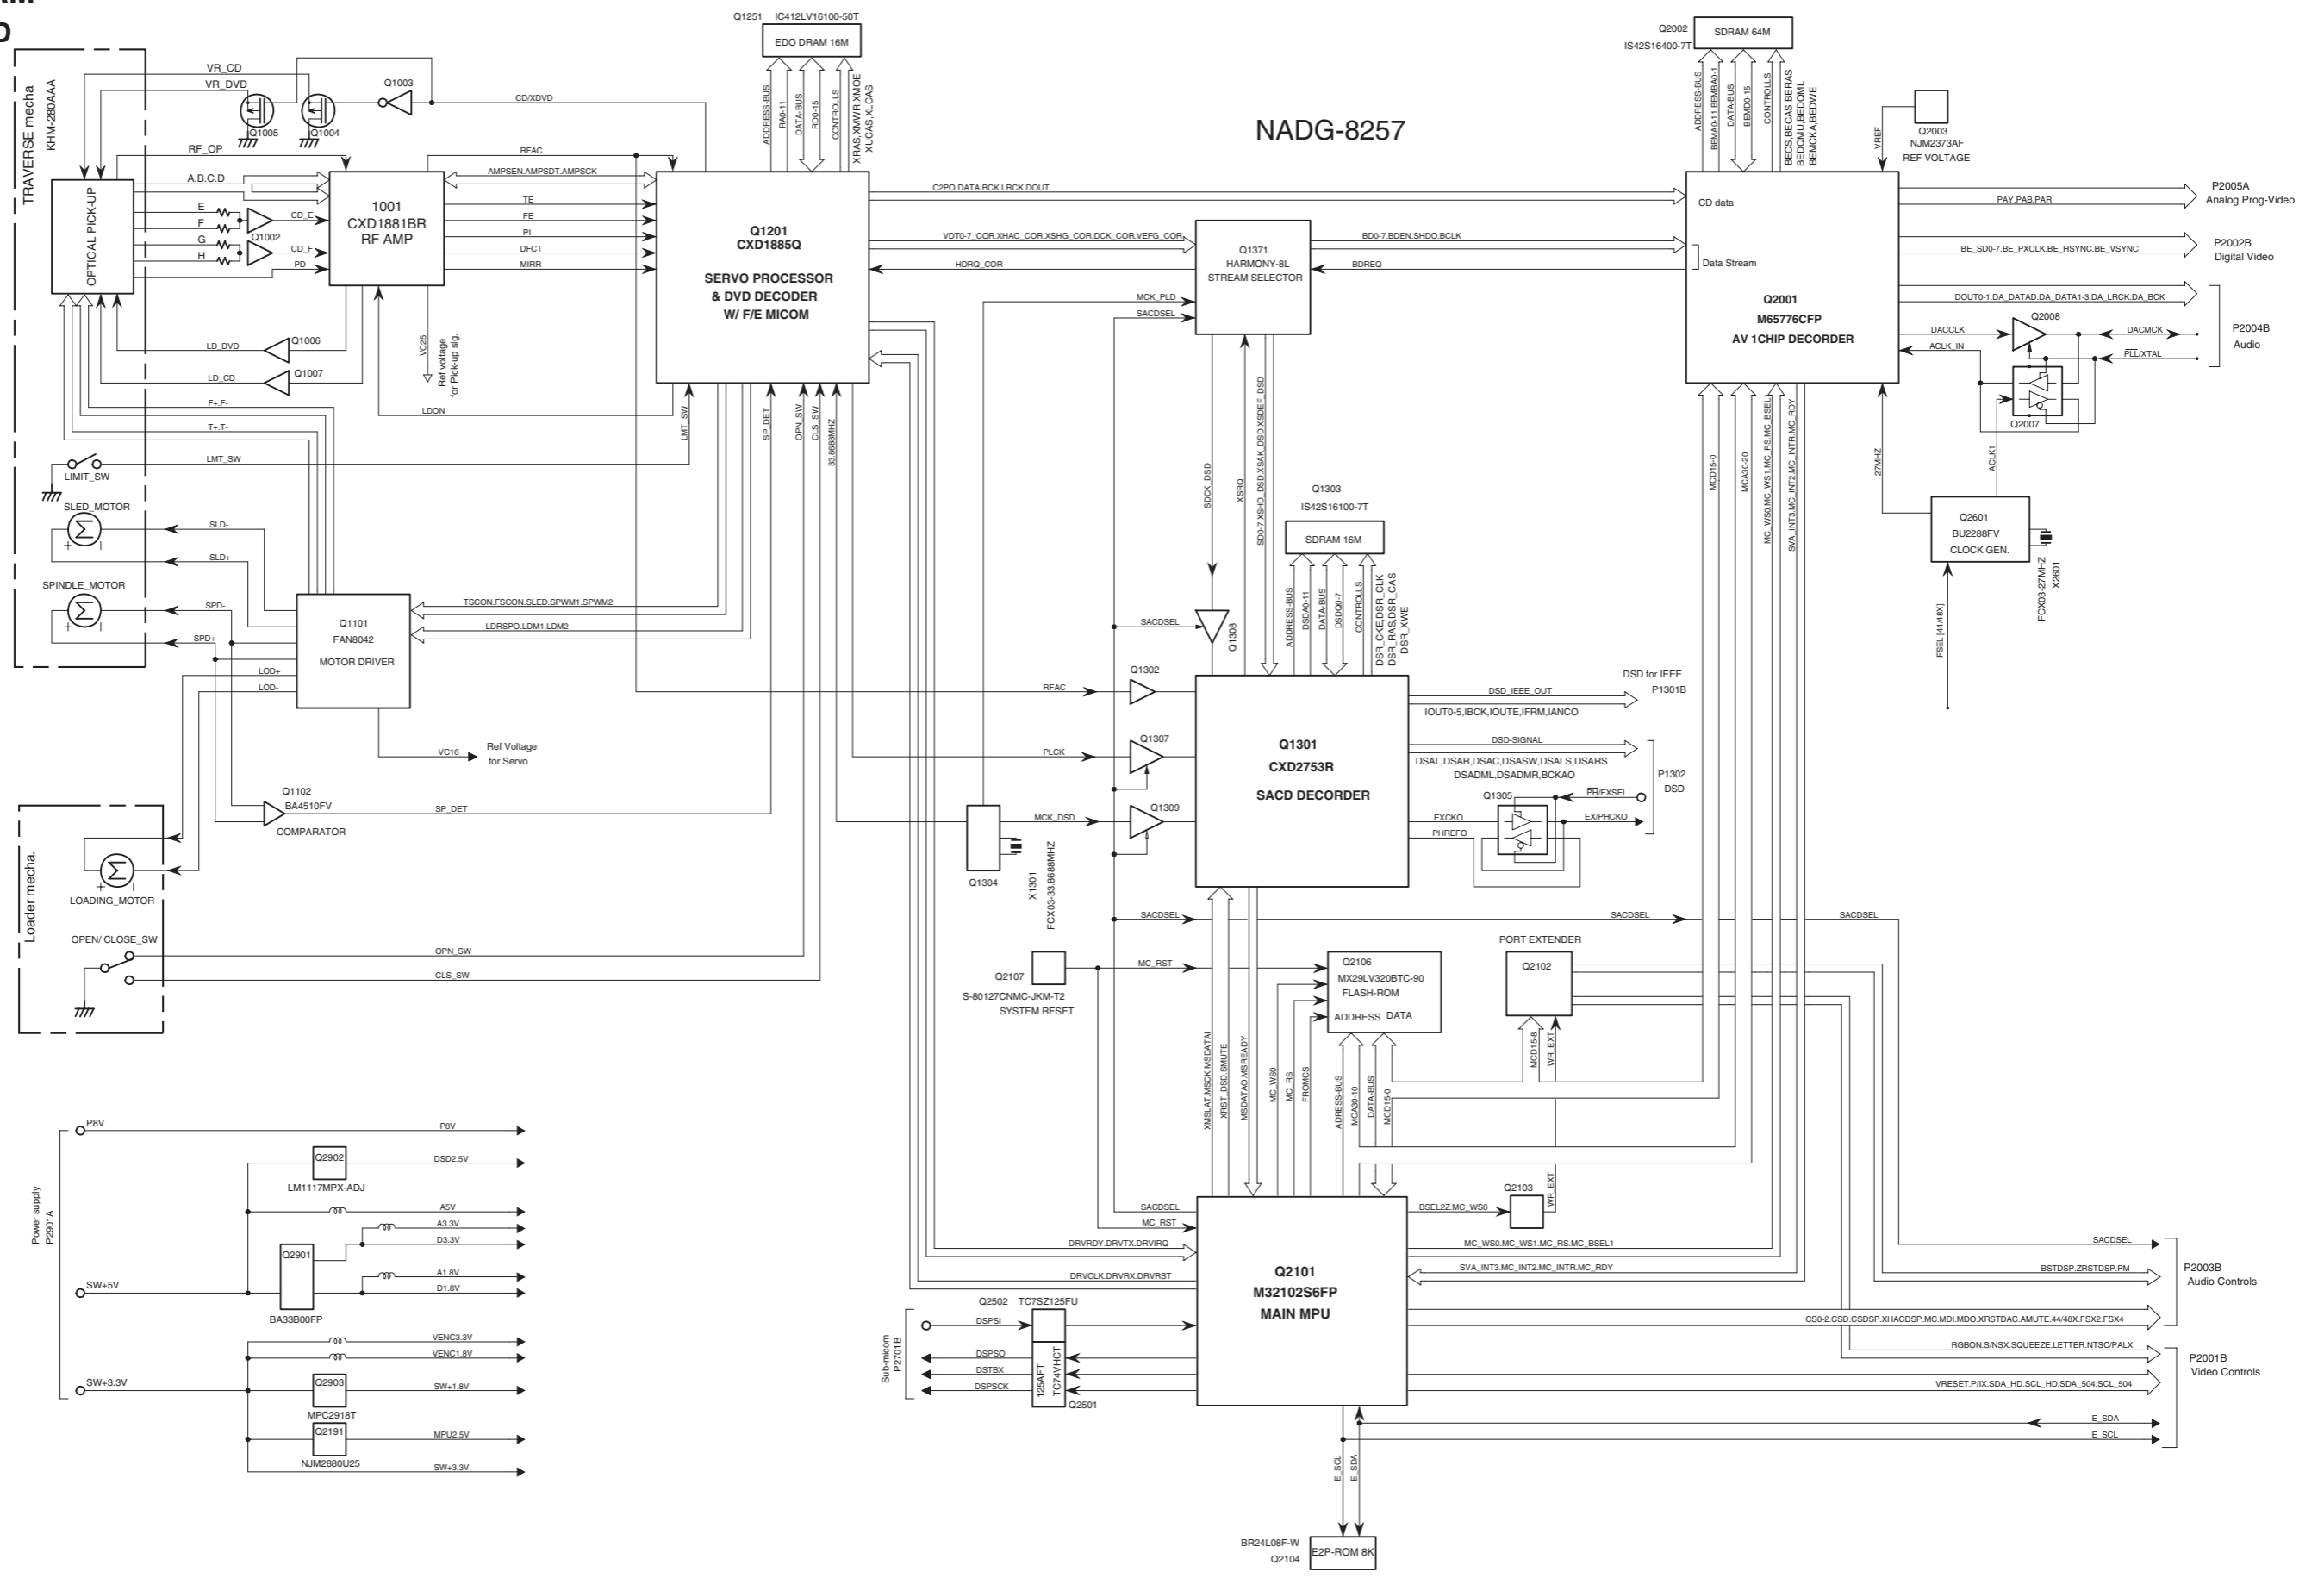 NADG-8257
TRAVERSE mecha
KHM-280AAA
VR_CD
VR_DVD
Q1005
Q1004
Q1003
CD/XDVD
OPTICAL PICK-UP
RF_OP
A.B.C.D
E
F
G
H
Q1002
CD_E
CD_F
PD
1001
CXD1881BR
RF AMP
RFAC
AMPSEN.AMPSDT.AMPSCK
TE
FE
PI
DFCT
MIRR
LD_DVD
Q1006
LD_CD
Q1007
VC25
Ref voltage
for Pick-up sig.
LDON
F+.F-
T+.T-
LMT_SW
LIMIT_SW
SLED_MOTOR
SLD-
SLD+
SPINDLE_MOTOR
SPD-
SPD+
LOD+
LOD-
Q1101
FAN8042
MOTOR DRIVER
TSCON.FSCON.SLED.SPWM1.SPWM2
LDRSPO.LDM1.LDM2
VC16
Ref Voltage
for Servo
Q1102
BA4510FV
COMPARATOR
SP_DET
Loader mecha.
LOADING_MOTOR
OPEN/ CLOSE_SW
OPN_SW
CLS_SW
Q1251
IC412LV16100-50T
EDO DRAM 16M
ADDRESS-BUS
RA0-11
DATA-BUS
RD0-15
CONTROLLS
XRAS,XMWR,XMOE
XUCAS,XLCAS
Q1201
CXD1885Q
SERVO PROCESSOR
& DVD DECODER
W/ F/E MICOM
LMT_SW
SP_DET
OPN_SW
CLS_SW
33.8688MHZ
C2PO.DATA.BCK.LRCK.DOUT
VDT0-7_COR.XHAC_COR.XSHG_COR.DCK_COR.VEFG_COR
HDRQ_COR
MCK_PLD
SACDSEL
Q1371
HARMONY-8L
STREAM SELECTOR
BD0-7.BDEN.SHDO.BCLK
BDREQ
SDCK_DSD
XSRQ
SD0-7.XSHD_DSD.XSAK_DSD.XSDEF_DSD
Q1303
IS42S16100-7T
SDRAM 16M
ADDRESS-BUS
DSDA0-11
DATA-BUS
DSDQ0-7
CONTROLLS
DSR_CKE,DSR_CLK
DSR_RAS,DSR_CAS
DSR_XWE
SACDSEL
Q1308
RFAC
Q1302
PLCK
Q1307
MCK_DSD
Q1309
Q1304
X1301
FCX03-33.8688MHZ
Q1301
CXD2753R
SACD DECORDER
DSD_IEEE_OUT
IOUT0-5,IBCK,IOUTE,IFRM,IANCO
DSD for IEEE
P1301B
DSD-SIGNAL
DSAL,DSAR,DSAC,DSASW,DSALS,DSARS
DSADML,DSADMR,BCKAO
P1302
DSD
Q1305
PH/EXSEL
EXCKO
EX/PHCKO
PHREFO
SACDSEL
SACDSEL
SACDSEL
Q2002
IS42S16400-7T
SDRAM 64M
ADDRESS-BUS
BEMA0-11.BEMBA0-1
DATA-BUS
BEMD0-15
CONTROLLS
BECS,BECAS,BERAS
BEDQMU,BEDQML
BEMCKA,BEDWE
VREF
Q2003
NJM2373AF
REF VOLTAGE
CD data
Data Stream
Q2001
M65776CFP
AV 1CHIP DECORDER
PAY.PAB.PAR
P2005A
Analog Prog-Video
BE_SD0-7.BE_PXCLK.BE_HSYNC.BE_VSYNC
P2002B
Digital Video
DOUT0-1.DA_DATAD.DA_DATA1-3.DA_LRCK.DA_BCK
P2004B
Audio
DACCLK
Q2008
DACMCK
ACLK_IN
PLL/XTAL
Q2007
27MHZ
ACLK1
Q2601
BU2288FV
CLOCK GEN.
FCX03-27MHZ
X2601
FSEL [44/48X]
MCD15-0
MCA30-20
MC_WS0.MC_WS1.MC_RS.MC_BSEL1
SVA_INT3.MC_INT2.MC_INTR.MC_RDY
Q2107
S-80127CNMC-JKM-T2
SYSTEM RESET
MC_RST
Q2106
MX29LV320BTC-90
FLASH-ROM
ADDRESS DATA
PORT EXTENDER
Q2102
MCD15-8
WR_EXT
XMSLAT.MSCK.MSDATAI
XRST_DSD.SMUTE
MSDATAO.MSREADY
MC_WS0
MC_RS
FROMCS
ADRESS-BUS
MCA30-10
DATA-BUS
MCD15-0
SACDSEL
MC_RST
DRVRDY.DRVTX.DRVIRQ
DRVCLK.DRVRX.DRVRST
Q2101
M32102S6FP
MAIN MPU
BSEL2Z.MC_WS0
Q2103
WR_EXT
MC_WS0.MC_WS1.MC_RS.MC_BSEL1
SVA_INT3.MC_INT2.MC_INTR.MC_RDY
SACDSEL
BSTDSP.ZRSTDSP.PM
P2003B
Audio Controls
CS0-2.CSD.CSDSP.XHACDSP.MC.MDI.MDO.XRSTDAC.AMUTE.44/48X.FSX2.FSX4
RGBON.S/NSX.SQUEEZE.LETTER.NTSC/PALX
P2001B
Video Controls
VRESET.P/IX.SDA_HD.SCL_HD.SDA_504.SCL_504
E_SDA
E_SCL
E_SCL
E_SDA
BR24L08F-W
Q2104
E2P-ROM 8K
Q2502
TC7SZ125FU
DSPSI
DSPSO
DSTBX
DSPSCK
125AFT
TC74VHCT
Q2501
Sub-micom
P2701B
Power supply
P2901A
P8V
P8V
Q2902
LM1117MPX-ADJ
DSD2.5V
A5V
A3.3V
D3.3V
Q2901
BA33B00FP
A1.8V
D1.8V
SW+5V
VENC3.3V
VENC1.8V
SW+3.3V
Q2903
MPC2918T
SW+1.8V
Q2191
NJM2880U25
MPU2.5V
SW+3.3V